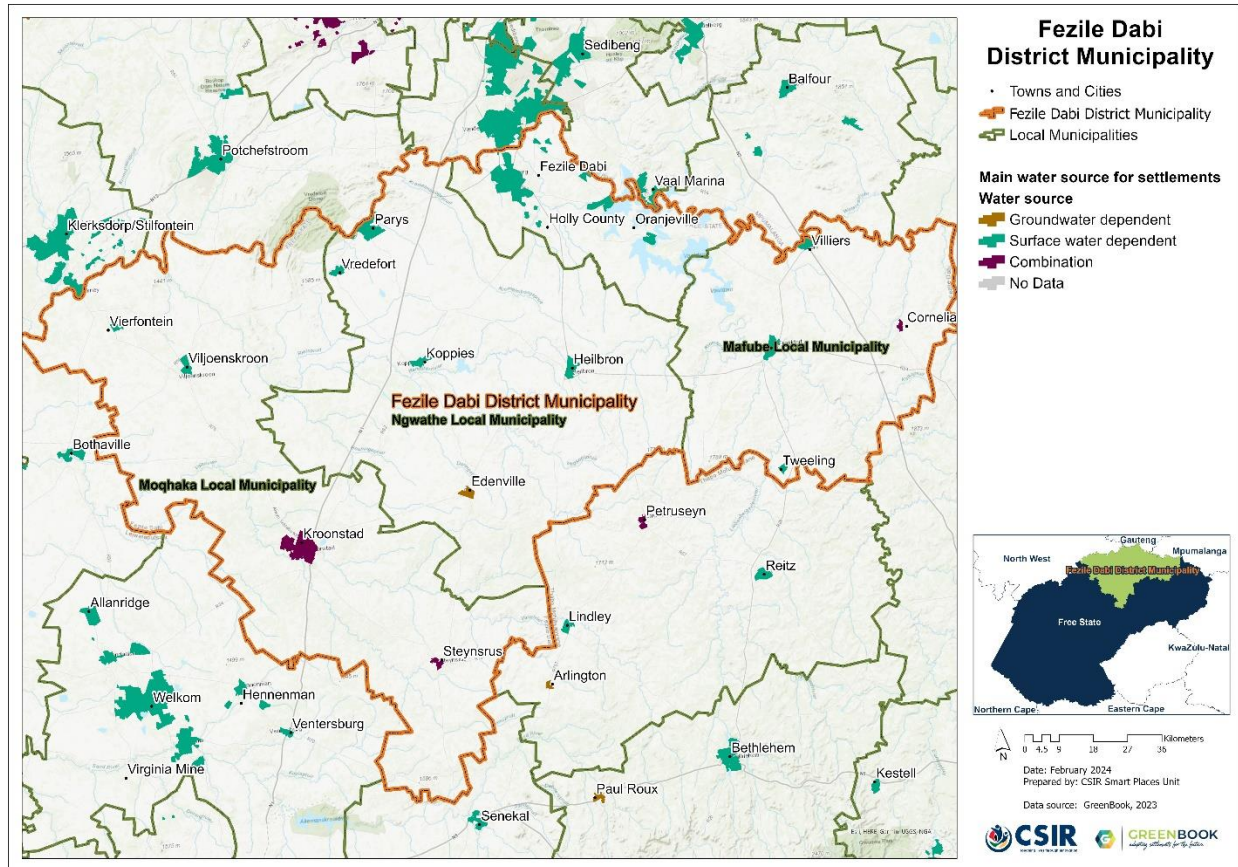 Fezile Dabi
District Municipality
Towns and Cities
Fezile Dabi District Municipality
Local Municipalities
Main water source for settlements
Water source
Groundwater dependent
Surface water dependent
Combination
No Data
Sedibeng
Balfour
Potchefstroom
Fezile Dabi
Vaal Marina
Klerksdorp/Stilfontein
Parys
Holly County
Oranjeville
Villiers
Vredefort
Vierfontein
Cornelia
Viljoenskroon
Koppies
Heilbron
Mafube Local Municipality
Fezile Dabi District Municipality
Ngwathe Local Municipality
Bothaville
Tweeling
Moqhaka Local Municipality
Edenville
Petruseyn
Kroonstad
Reitz
Allanridge
Lindley
Steynsrus
Arlington
Welkom
Hennenman
Ventersburg
Bethlehem
Virginia Mine
Kestell
Paul Roux
Senekal
Gauteng
North West
Mpumalanga
Fezile Dabi District Municipality
Free State
KwaZulu-Natal
Northern Cape
Eastern Cape
Kilometers
0 4.5 9 18 27 36
N
Date: February 2024
Prepared by: CSIR Smart Places Unit
Data source: GreenBook, 2023
CSIR
GREENBOOK
adapting settlements for the future